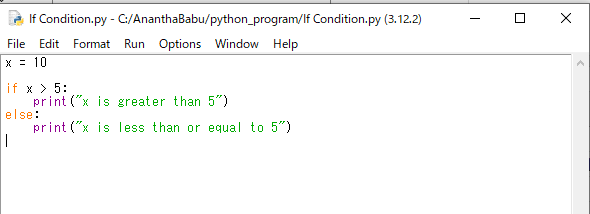 If Condition.py - C:/AnanthaBabu/python_program/If Condition.py (3.12.2)
File Edit Format Run Options Window Help
x = 10
if x > 5:
    print("x is greater than 5")
else:
    print("x is less than or equal to 5")